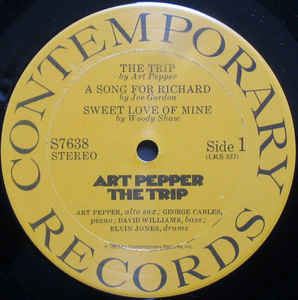 CONTEMPORARY
RECORDS
THE TRIP
by Art Pepper
A SONG FOR RICHARD
by Joe Gordon
SWEET LOVE OF MINE
by Woody Shaw
S7638
STEREO
Side 1
(LKS 337)
ART PEPPER
THE TRIP
ART PEPPER, alto sax; GEORGE CABLES,
piano; DAVID WILLIAMS, bass;
ELVIN JONES, drums